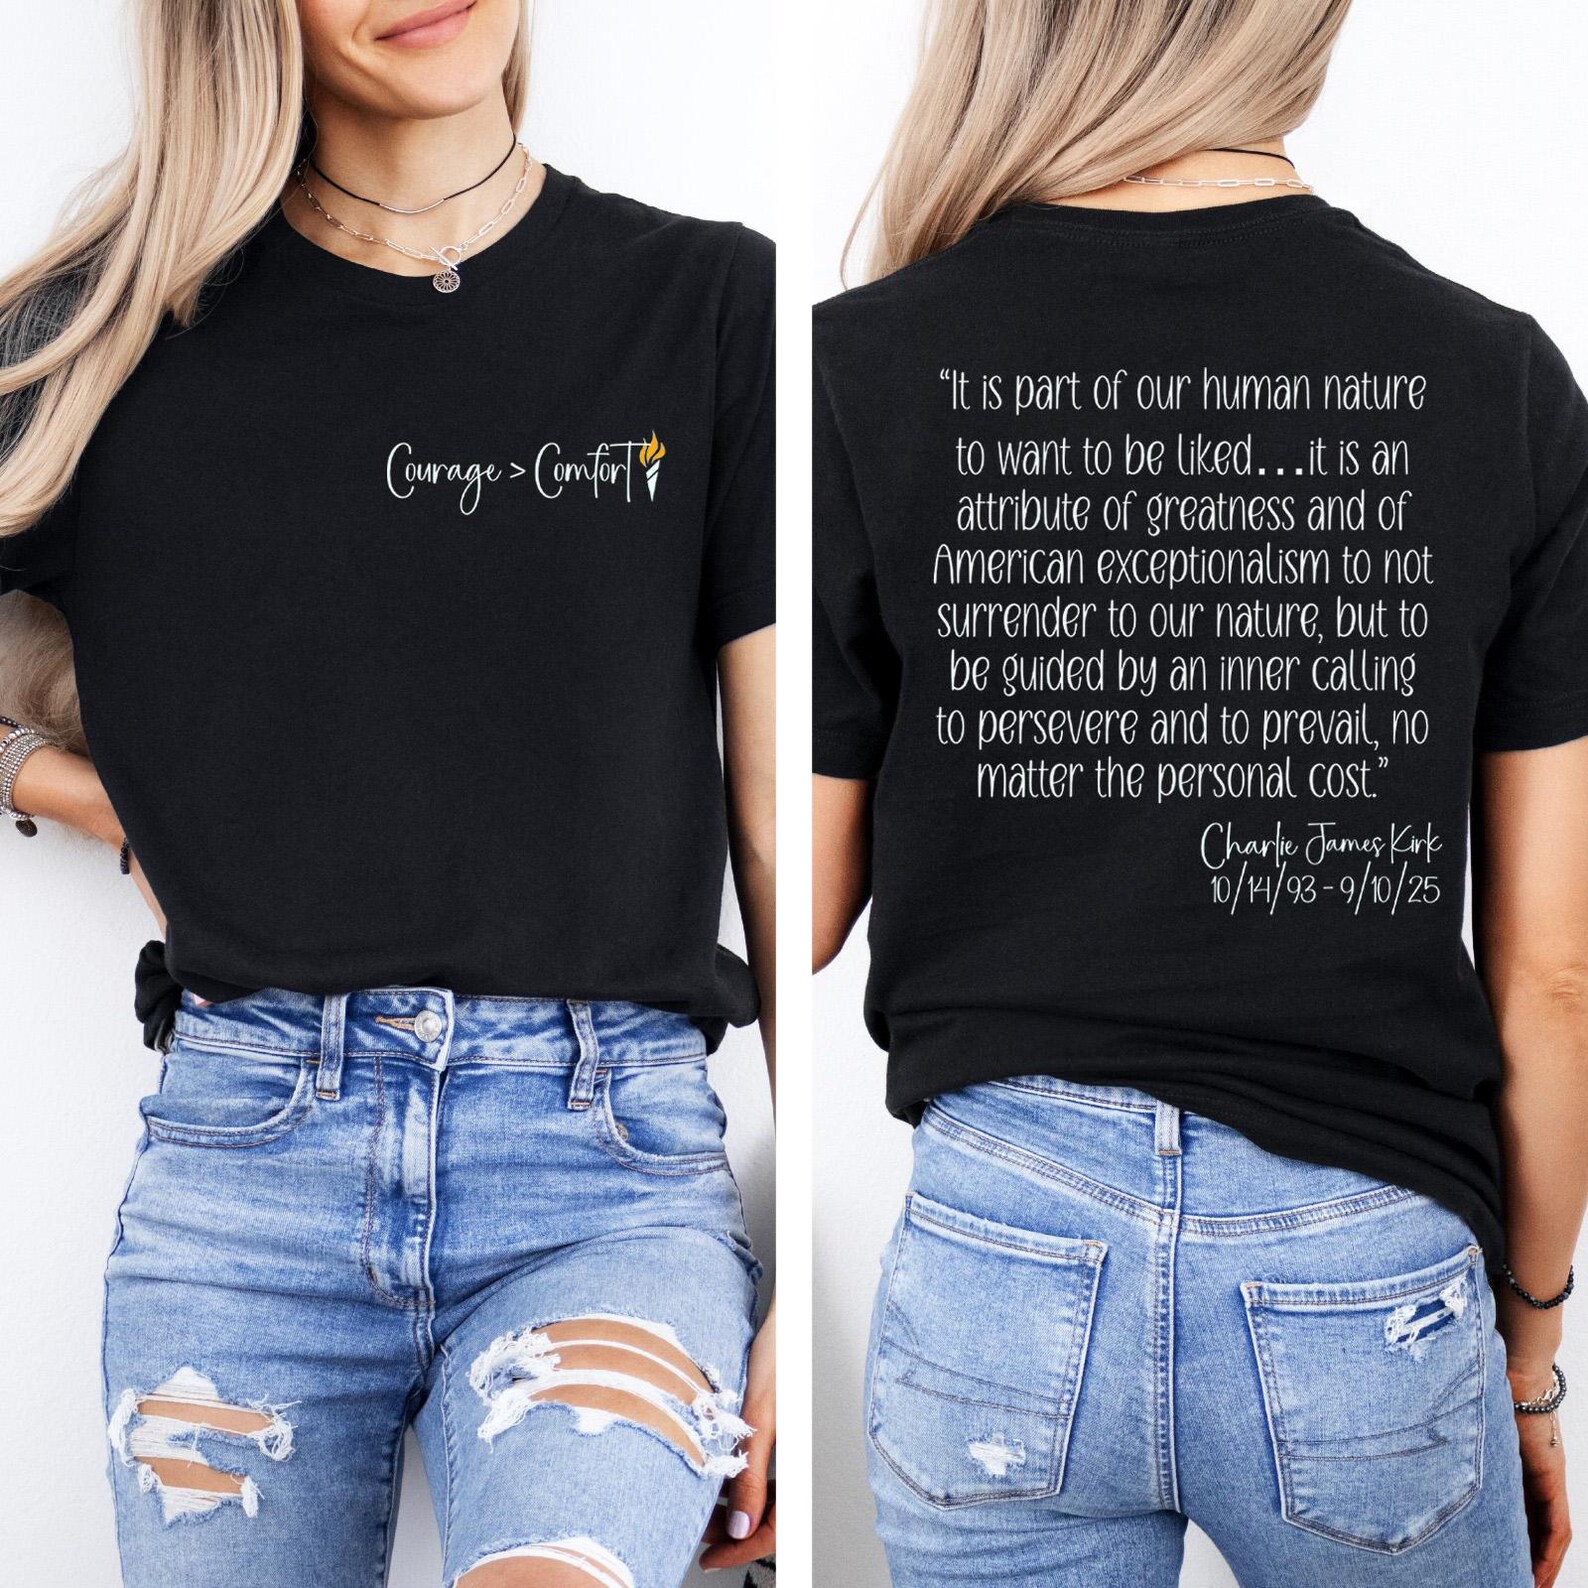 Courage > Comfort
“It is part of our human nature
to want to be liked...it is an
attribute of greatness and of
American exceptionalism to not
surrender to our nature, but to
be guided by an inner calling
to persevere and to prevail, no
matter the personal cost.”
Charlie James Kirk
10/14/93 - 9/10/25